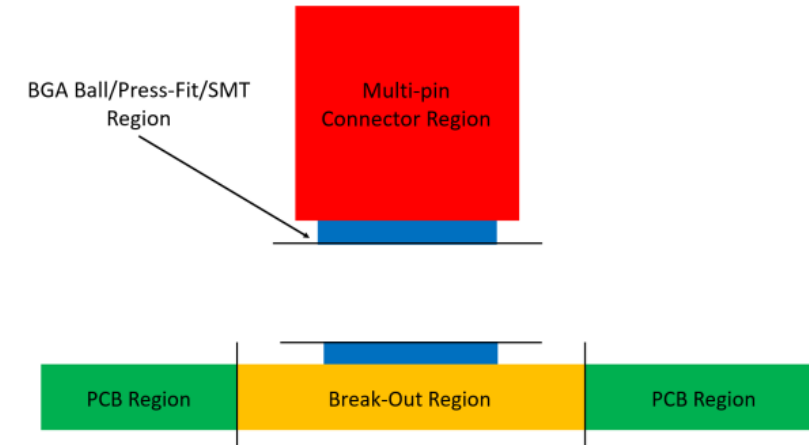 BGA Ball/Press-Fit/SMT
Region
Multi-pin
Connector Region
PCB Region
Break-Out Region
PCB Region